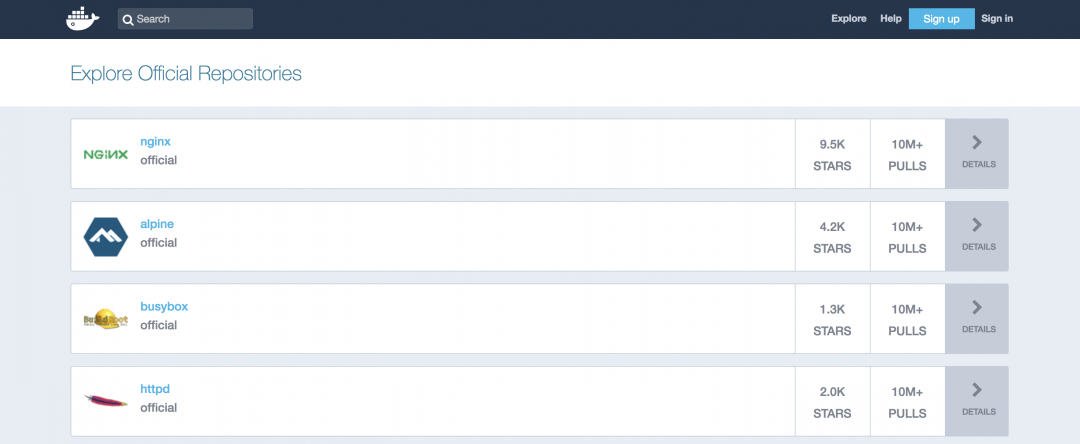 Search
Explore
Help
Sign up
Sign in
Explore Official Repositories
NGINX
nginx
official
9.5K
STARS
10M+
PULLS
DETAILS
alpine
official
4.2K
STARS
10M+
PULLS
DETAILS
busybox
official
1.3K
STARS
10M+
PULLS
DETAILS
httpd
official
2.0K
STARS
10M+
PULLS
DETAILS